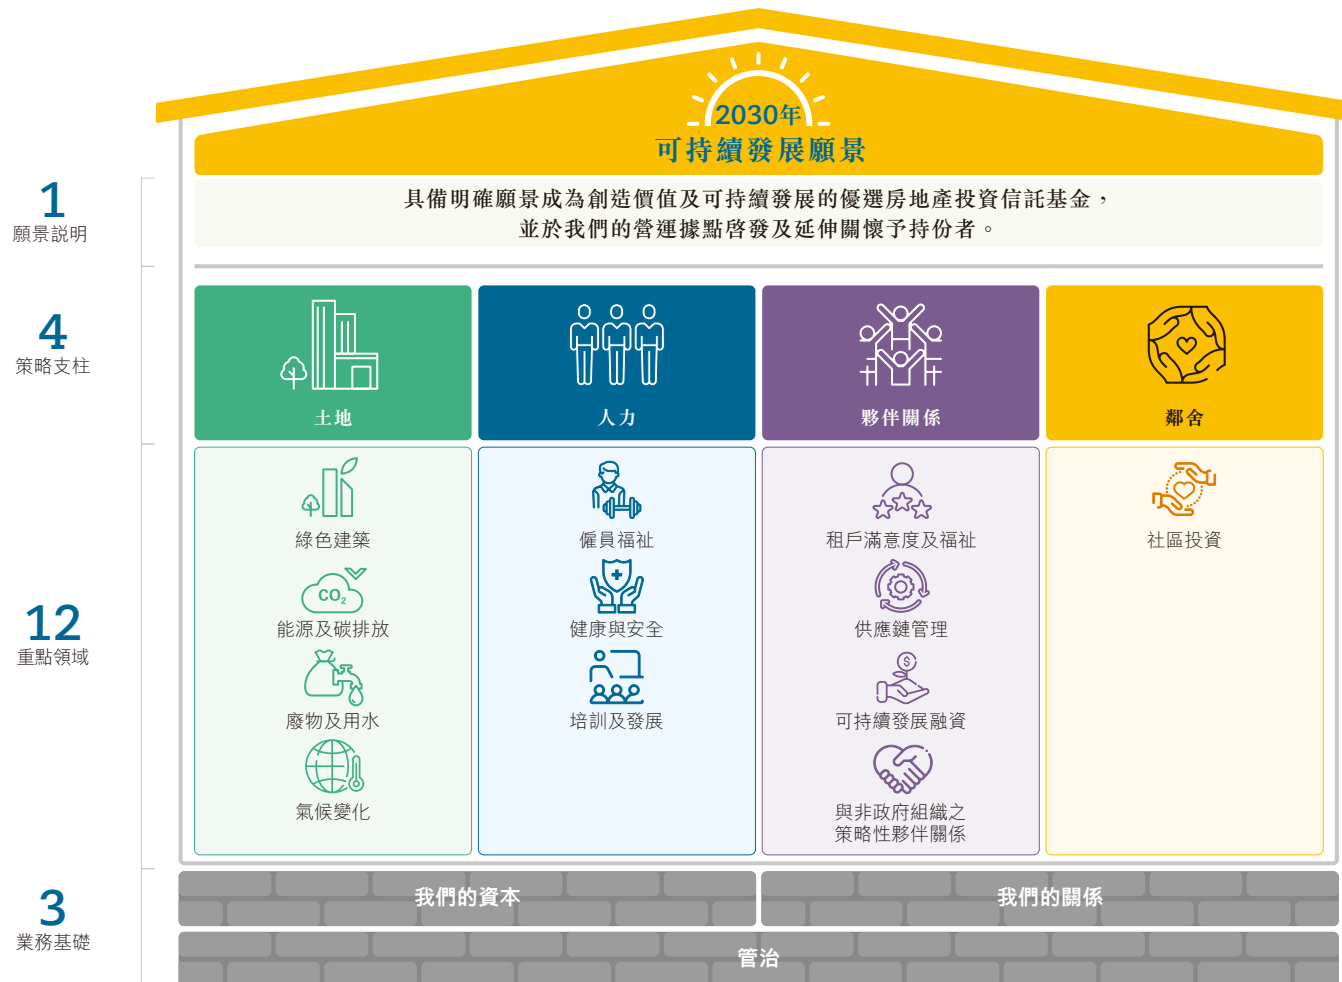 2030年
可持續發展願景
1
願景説明
具備明確願景成為創造價值及可持續發展的優選房地產投資信託基金，
並於我們的營運據點啓發及延伸關懷予持份者。
4
策略支柱
土地
人力
夥伴關係
鄰舍
12
重點領域
綠色建築
CO₂
能源及碳排放
廢物及用水
氣候變化
僱員福祉
健康與安全
培訓及發展
租戶滿意度及福祉
供應鏈管理
$
可持續發展融資
與非政府組織之
策略性夥伴關係
社區投資
3
業務基礎
我們的資本
我們的關係
管治